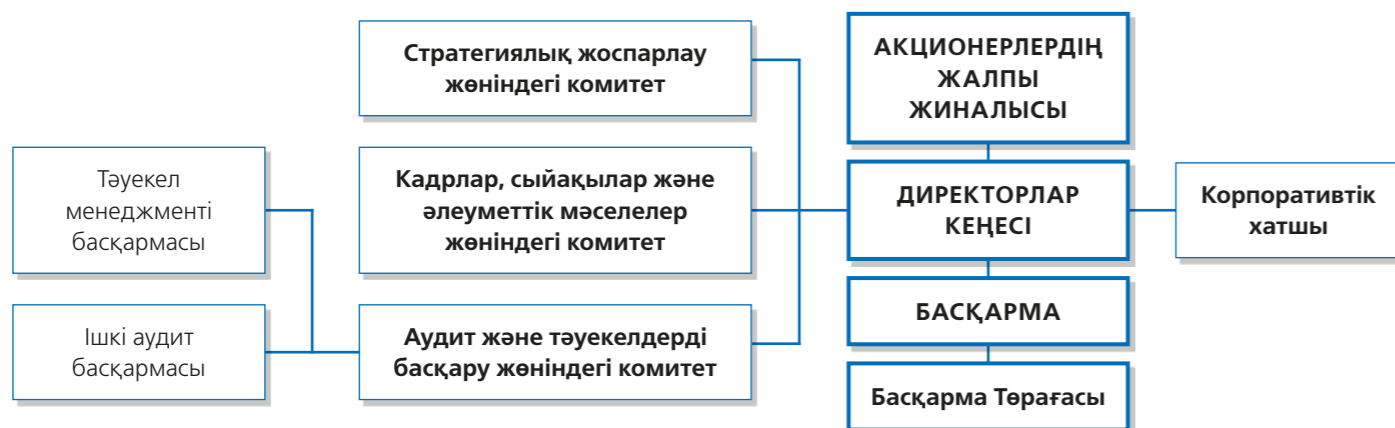 Стратегиялық жоспарлау
жөніндегі комитет
АКЦИОНЕРЛЕРДІҢ
ЖАЛПЫ
ЖИНАЛЫСЫ
Тәуекел
менеджменті
басқармасы
Кадрлар, сыйақылар және
әлеуметтік мәселелер
жөніндегі комитет
ДИРЕКТОРЛАР
КЕҢЕСІ
Корпоративтік
хатшы
Ішкі аудит
басқармасы
Аудит және тәуекелдерді
басқару жөніндегі комитет
БАСҚАРМА
Басқарма Төрағасы